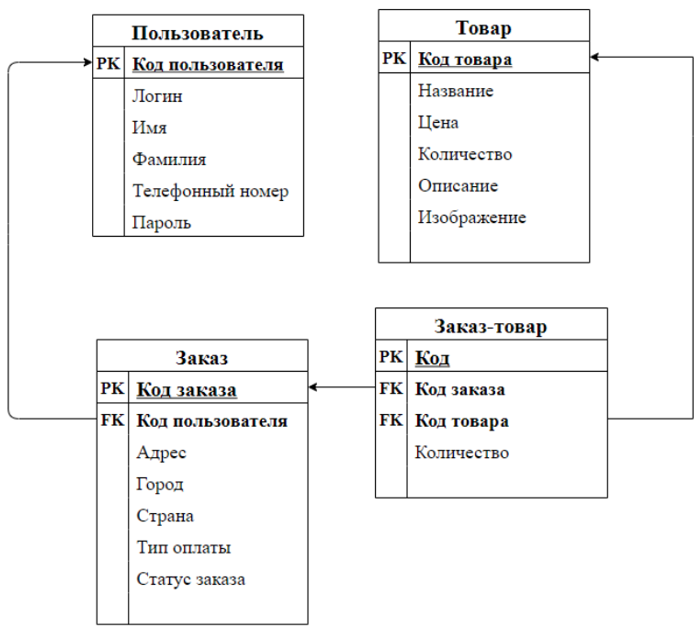 Пользователь
PK Код пользователя
Логин
Имя
Фамилия
Телефонный номер
Пароль
Товар
PK Код товара
Название
Цена
Количество
Описание
Изображение
Заказ
PK Код заказа
FK Код пользователя
Адрес
Город
Страна
Тип оплаты
Статус заказа
Заказ-товар
PK Код
FK Код заказа
FK Код товара
Количество